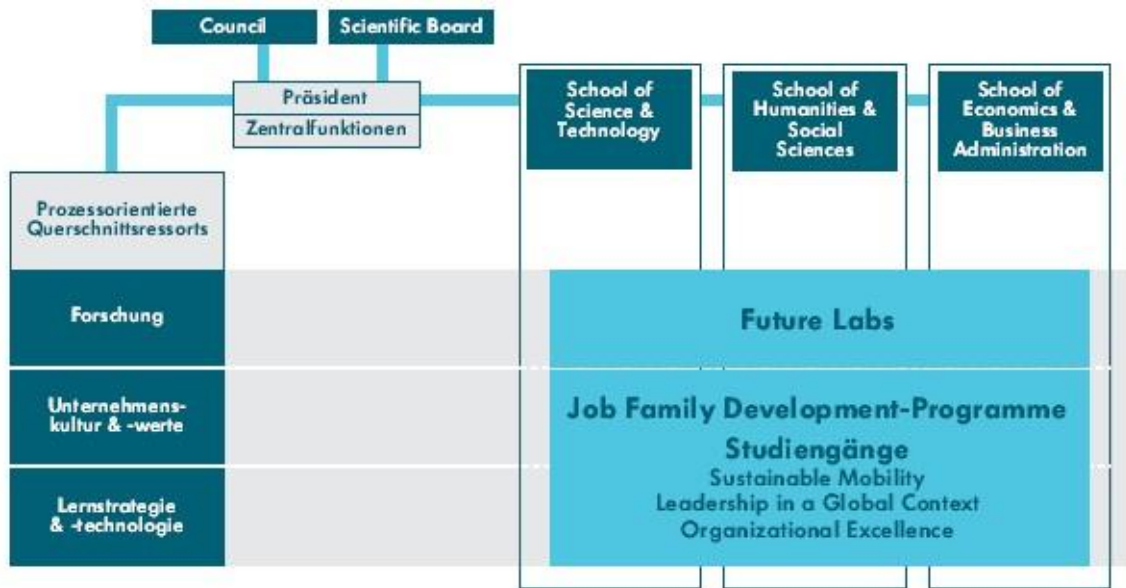 Council
Scientific Board
Präsident
Zentralfunktionen
School of
Science &
Technology
School of
Humanities &
Social
Sciences
School of
Economics &
Business
Administration
Prozessorientierte
Querschnittsressorts
Forschung
Future Labs
Unternehmens-
kultur & -werte
Job Family Development-Programme
Studiengänge
Sustainable Mobility
Leadership in a Global Context
Organizational Excellence
Lernstrategie
& -technologie